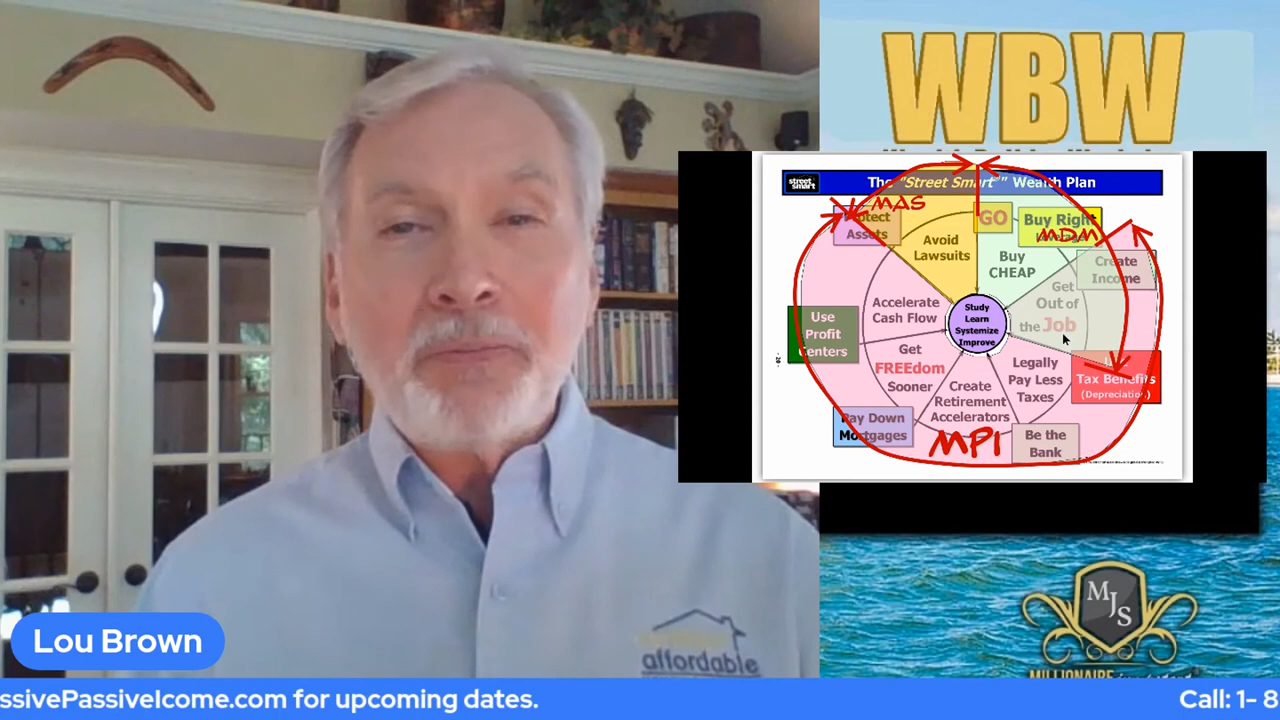 WBW
street
smart
The "Street Smart" Wealth Plan
MAS
Protect
Assets
GO
Buy Right
MDM
Avoid
Lawsuits
Buy
CHEAP
Create
Income
Get
Out of
the Job
Accelerate
Cash Flow
Study
Learn
Systemize
Improve
Use
Profit
Centers
Get
FREEdom
Sooner
Legally
Pay Less
Taxes
Tax Benefits
(Depreciation)
Create
Retirement
Accelerators
Pay Down
Mortgages
MPI
Be the
Bank
MJS
MILLIONAIRE
affordable
Lou Brown
ssivePassiveIcome.com for upcoming dates.
Call: 1- 8